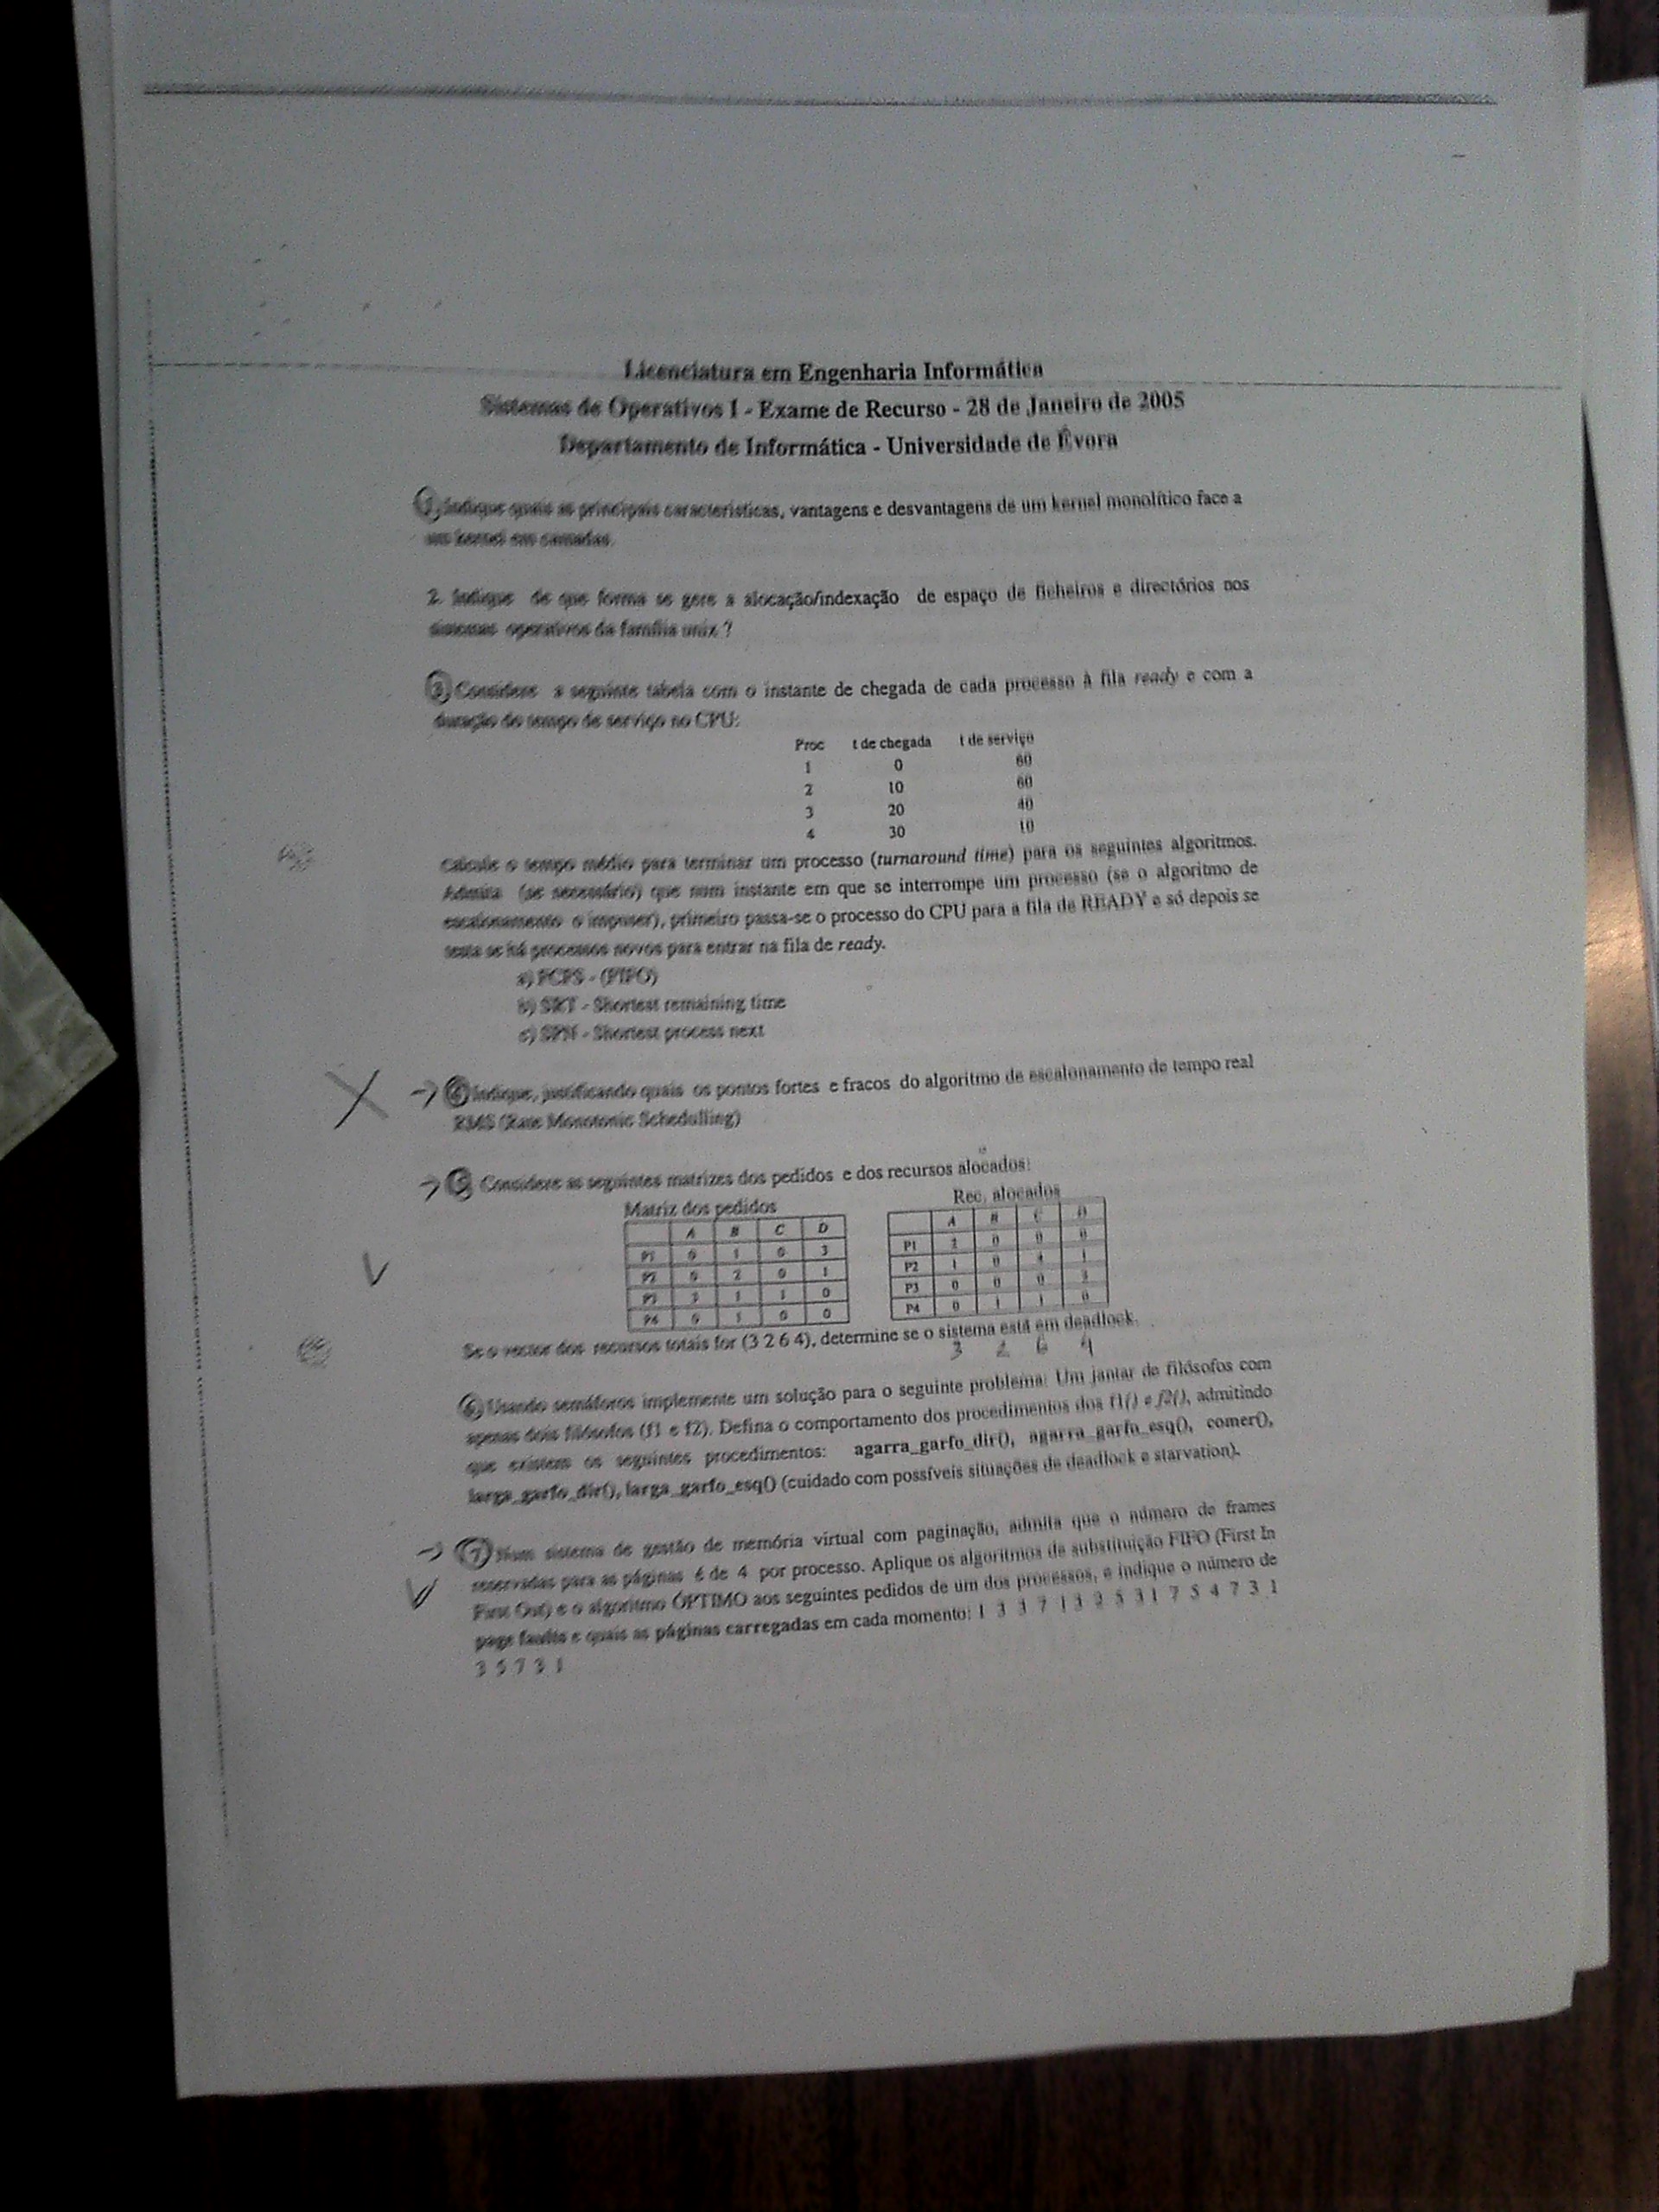 Licenciatura em Engenharia Informática
Sistemas de Operativos I - Exame de Recurso - 28 de Janeiro de 2005
Departamento de Informática - Universidade de Évora
1. Indique quais as principais características, vantagens e desvantagens de um kernel monolítico face a
um kernel em camadas.
2. Indique de que forma se gere a alocação/indexação de espaço de ficheiros e directórios nos
sistemas operativos da família unix ?
3. Considere a seguinte tabela com o instante de chegada de cada processo à fila ready e com a
duração do tempo de serviço no CPU:
Proc t de chegada t de serviço
1 0 60
2 10 60
3 20 40
4 30 10
Calcule o tempo médio para terminar um processo (turnaround time) para os seguintes algoritmos.
Admita (se necessário) que num instante em que se interrompe um processo (se o algoritmo de
escalonamento o impuser), primeiro passa-se o processo do CPU para a fila de READY e só depois se
testa se há processos novos para entrar na fila de ready.
a) FCFS - (FIFO)
b) SRT - Shortest remaining time
c) SPN - Shortest process next
4 Indique, justificando quais os pontos fortes e fracos do algoritmo de escalonamento de tempo real
RMS (Rate Monotonic Schedulling)
5 Considere as seguintes matrizes dos pedidos e dos recursos alocados:
Matriz dos pedidos Rec. alocados
A B C D A B C D
P1 0 1 0 3 P1 2 0 0 0
P2 0 2 0 1 P2 1 0 4 1
P3 1 1 0 P3 0 0 0
P4 0 1 0 0 P4 0 1 1 0
Se o vector dos recursos totais for (3 2 6 4), determine se o sistema está em deadlock.
3 2 6 4
6. Usando semáforos implemente um solução para o seguinte problema: Um jantar de filósofos com
apenas dois filósofos (f1 e f2). Defina o comportamento dos procedimentos dos f1() e f2(), admitindo
que existem os seguintes procedimentos: agarra_garfo_dir(), agarra_garfo_esq(), comer(),
larga_garfo_dir(), larga_garfo_esq() (cuidado com possíveis situações de deadlock e starvation).
7 Num sistema de gestão de memória virtual com paginação, admita que o número de frames
reservadas para as páginas é de 4 por processo. Aplique os algoritmos de substituição FIFO (First In
First Out) e o algoritmo ÓPTIMO aos seguintes pedidos de um dos processos, e indique o número de
page faults e quais as páginas carregadas em cada momento: 1 3 3 7 1 3 2 5 3 1 7 5 4 7 3 1
3 5 7 3 1